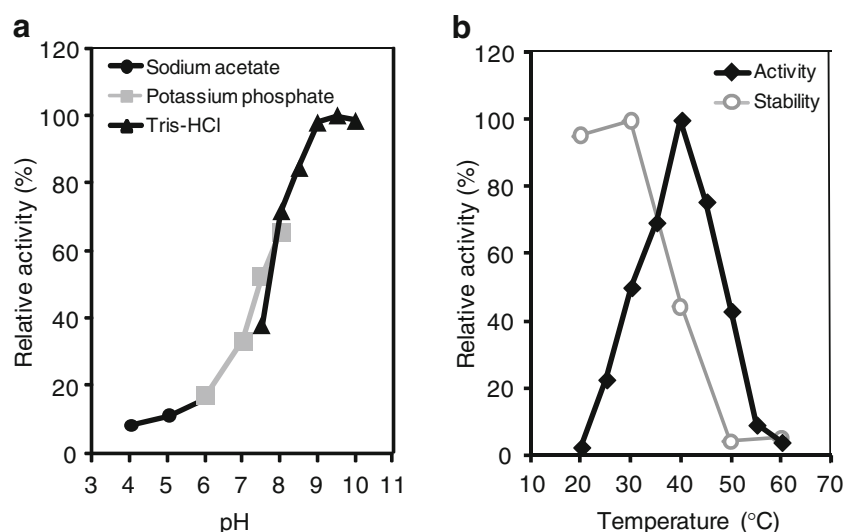 a
120
100
80
60
40
20
0
Relative activity (%)
Sodium acetate
Potassium phosphate
Tris-HCl
3 4 5 6 7 8 9 10 11
pH
b
120
100
80
60
40
20
0
Relative activity (%)
Activity
Stability
10 20 30 40 50 60 70
Temperature (°C)